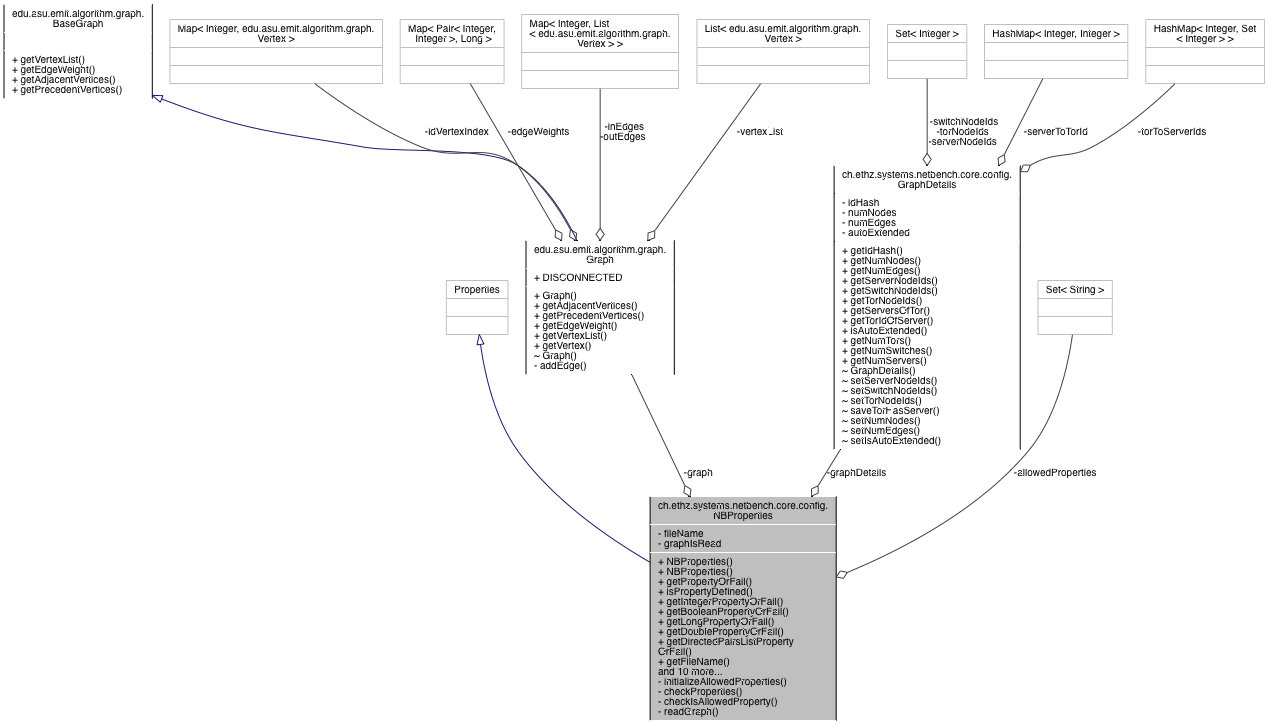 edu.asu.emit.algorithm.graph.
BaseGraph
+ getVertexList()
+ getEdgeWeight()
+ getAdjacentVertices()
+ getPrecedentVertices()
Map< Integer, edu.asu.emit.algorithm.graph.
Vertex >
Map< Pair< Integer,
Integer >, Long >
Map< Integer, List
< edu.asu.emit.algorithm.graph.
Vertex > >
List< edu.asu.emit.algorithm.graph.
Vertex >
Set< Integer >
HashMap< Integer, Integer >
HashMap< Integer, Set
< Integer > >
-idVertexIndex
-edgeWeights
-inEdges
-outEdges
-vertexList
-switchNodeIds
-torNodeIds
-serverNodeIds
-serverToTorId
-torToServerIds
edu.asu.emit.algorithm.graph.
Graph
+ DISCONNECTED
+ Graph()
+ getAdjacentVertices()
+ getPrecedentVertices()
+ getEdgeWeight()
+ getVertexList()
+ getVertex()
~ Graph()
- addEdge()
ch.ethz.systems.netbench.core.config.
GraphDetails
- idHash
- numNodes
- numEdges
- autoExtended
+ getIdHash()
+ getNumNodes()
+ getNumEdges()
+ getServerNodeIds()
+ getSwitchNodeIds()
+ getTorNodeIds()
+ getServersOfTor()
+ getTorIdOfServer()
+ isAutoExtended()
+ getNumTors()
+ getNumSwitches()
+ getNumServers()
~ GraphDetails()
~ setServerNodeIds()
~ setSwitchNodeIds()
~ setTorNodeIds()
~ saveTorHasServer()
~ setNumNodes()
~ setNumEdges()
~ setIsAutoExtended()
Properties
Set< String >
-graph
-graphDetails
-allowedProperties
ch.ethz.systems.netbench.core.config.
NBProperties
- fileName
- graphIsRead
+ NBProperties()
+ NBProperties()
+ getPropertyOrFail()
+ isPropertyDefined()
+ getIntegerPropertyOrFail()
+ getBooleanPropertyOrFail()
+ getLongPropertyOrFail()
+ getDoublePropertyOrFail()
+ getDirectedPairsListProperty
OrFail()
+ getFileName()
and 10 more...
- initializeAllowedProperties()
- checkProperties()
- checkIsAllowedProperty()
- readGraph()